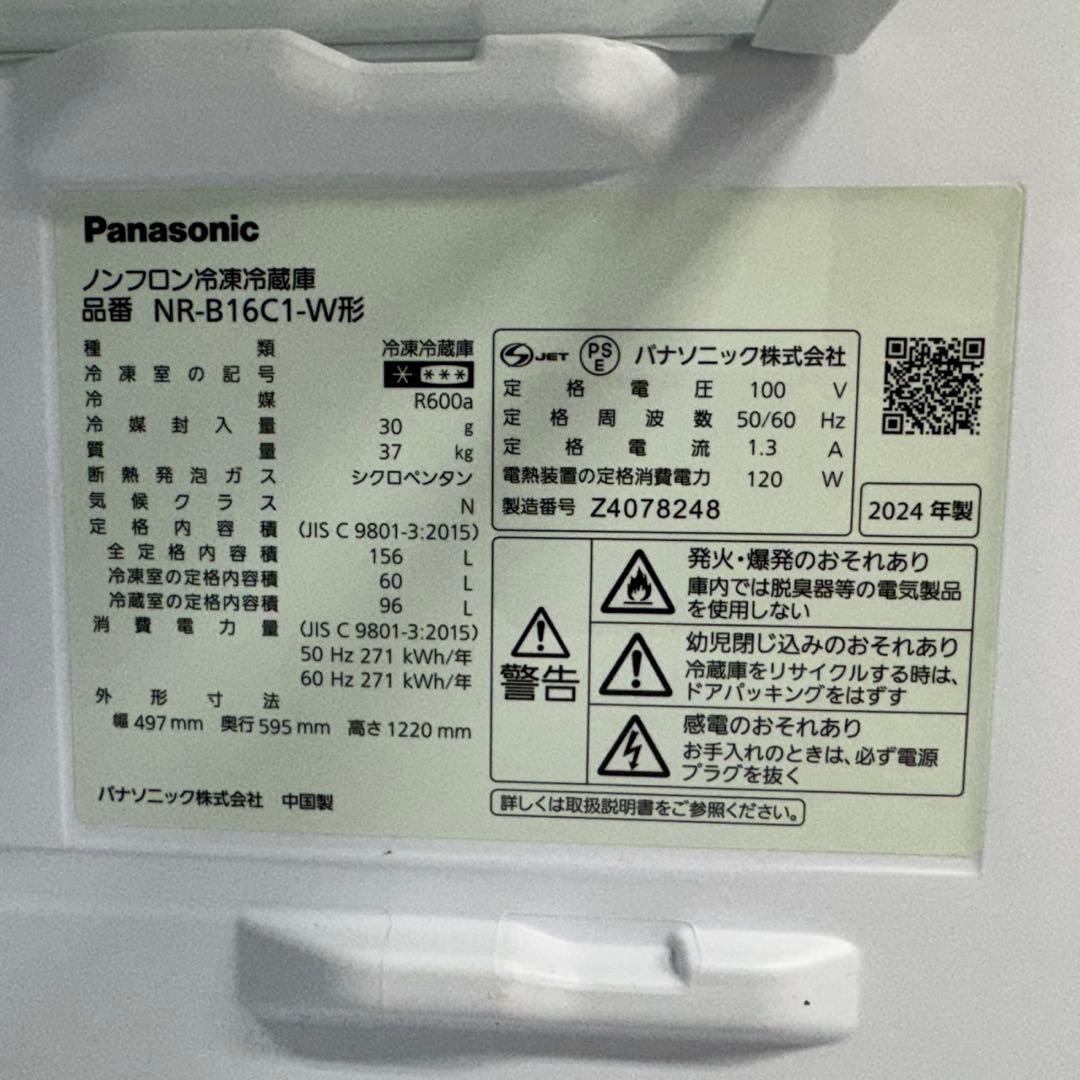 Panasonic
ノンフロン冷凍冷蔵庫
品番 NR-B16C1-W形
種類 冷凍冷蔵庫
冷凍室の記号 * ***
冷媒 R600a
冷媒封入量 30 g
質量 37 kg
断熱発泡ガス シクロペンタン
気候クラス N
定格内容積 (JIS C 9801-3:2015)
全定格内容積 156 L
冷凍室の定格内容積 60 L
冷蔵室の定格内容積 96 L
消費電力量 (JIS C 9801-3:2015)
50 Hz 271 kWh/年
60 Hz 271 kWh/年
外形寸法
幅 497 mm 奥行 595 mm 高さ 1220 mm
パナソニック株式会社 中国製
S JET PS E パナソニック株式会社
定格電圧 100 V
定格周波数 50/60 Hz
定格電流 1.3 A
電熱装置の定格消費電力 120 W
製造番号 Z4078248
2024 年製
警告
発火・爆発のおそれあり
庫内では脱臭器等の電気製品
を使用しない
幼児閉じ込みのおそれあり
冷蔵庫をリサイクルする時は、
ドアパッキングをはずす
感電のおそれあり
お手入れのときは、必ず電源
プラグを抜く
詳しくは取扱説明書をご参照ください。